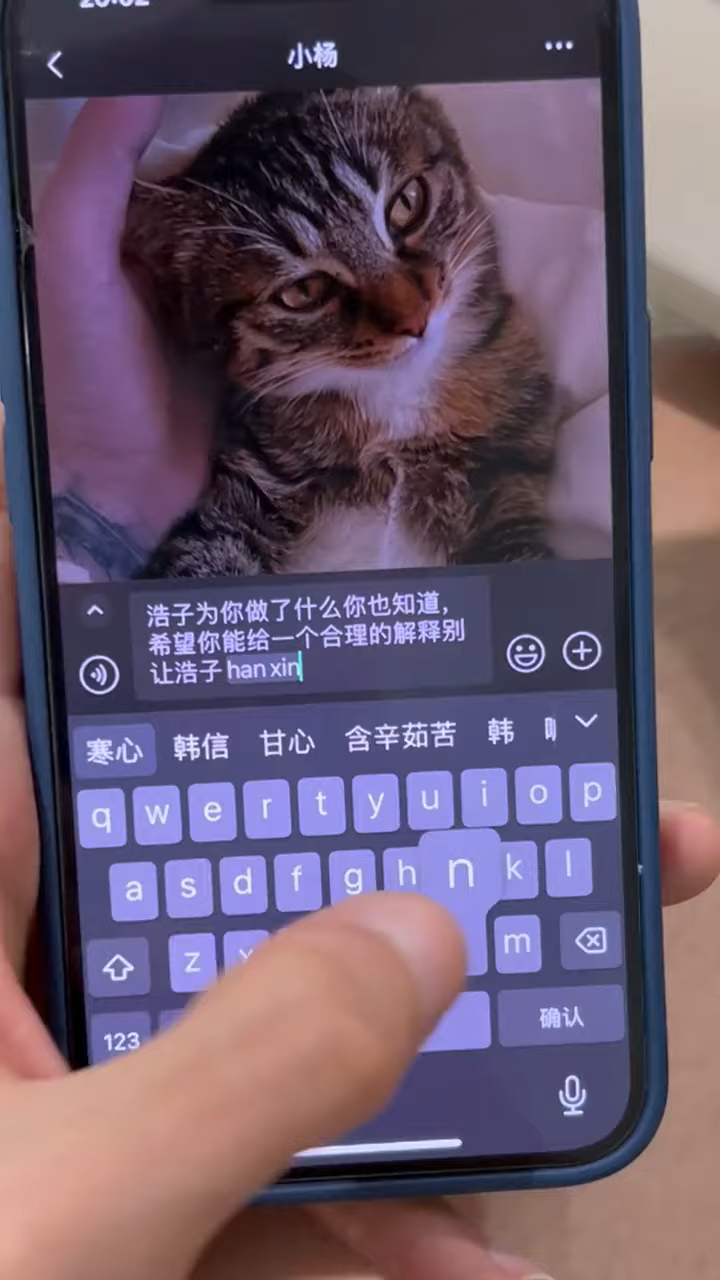 小杨
浩子为你做了什么你也知道，
希望你能给一个合理的解释别
让浩子 han xin
寒心 韩信 甘心 含辛茹苦 韩
q w e r t y u i o p
a s d f g h n k l
z m
123 确认